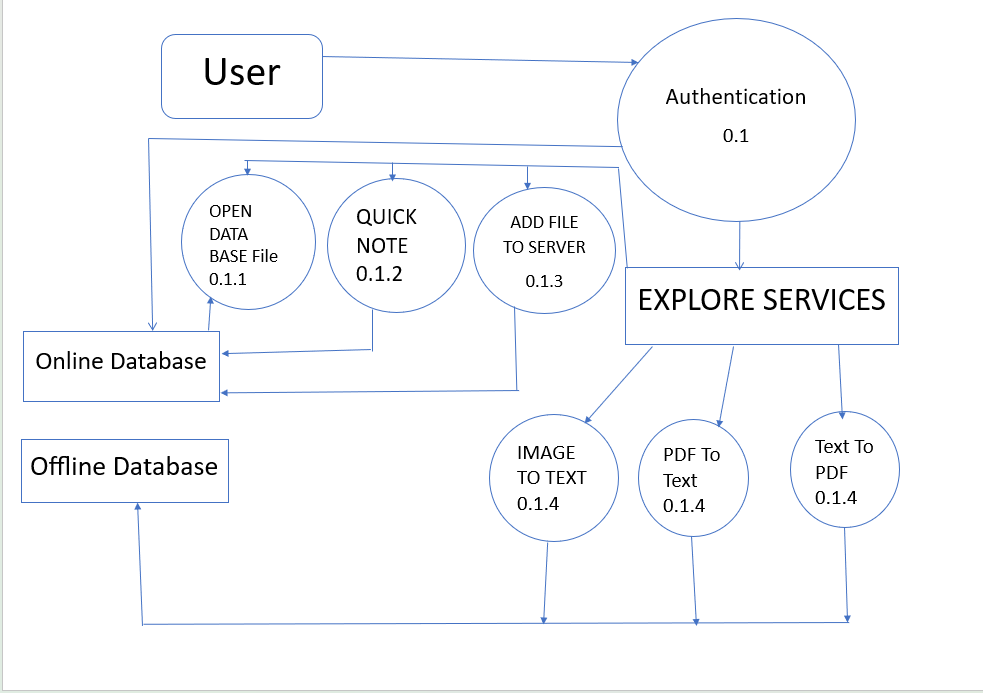 User
Authentication
0.1
OPEN
DATA
BASE File
0.1.1
QUICK
NOTE
0.1.2
ADD FILE
TO SERVER
0.1.3
EXPLORE SERVICES
Online Database
Offline Database
IMAGE
TO TEXT
0.1.4
PDF To
Text
0.1.4
Text To
PDF
0.1.4